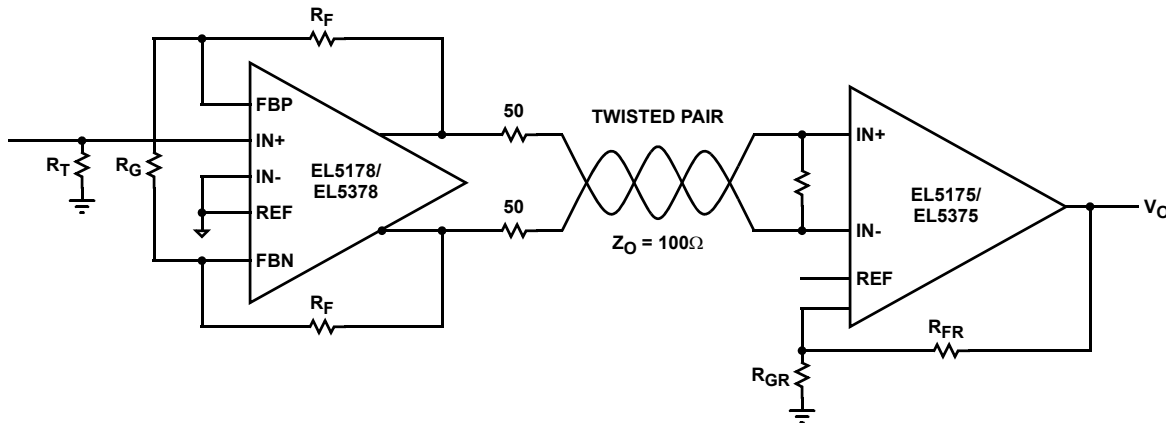 RF
FBP
IN+
RT
RG
IN-
REF
FBN
EL5178/
EL5378
RF
50
50
TWISTED PAIR
ZO = 100Ω
IN+
IN-
REF
EL5175/
EL5375
VO
RFR
RGR